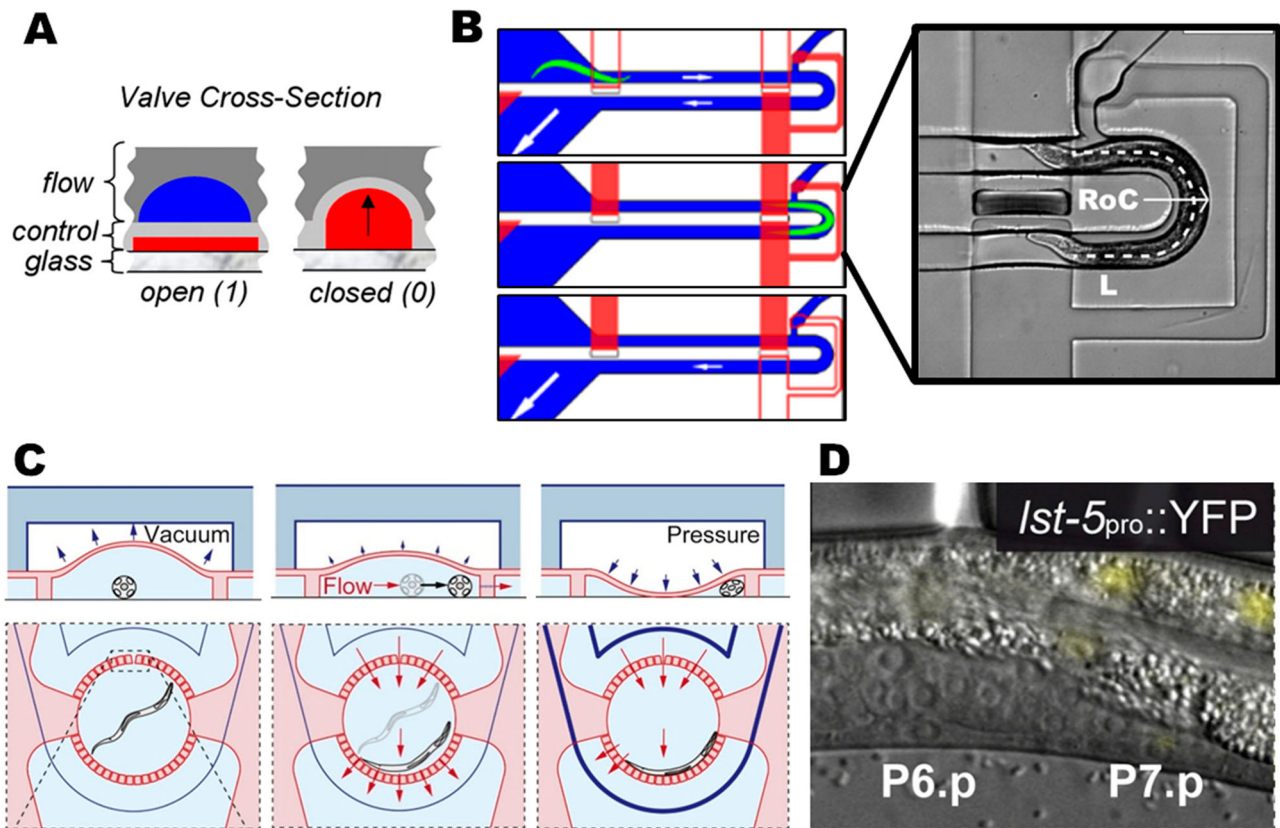 A
Valve Cross-Section
flow
control
glass
open (1)
closed (0)
B
RoC
L
C
Vacuum
Flow
Pressure
D
lst-5pro::YFP
P6.p
P7.p